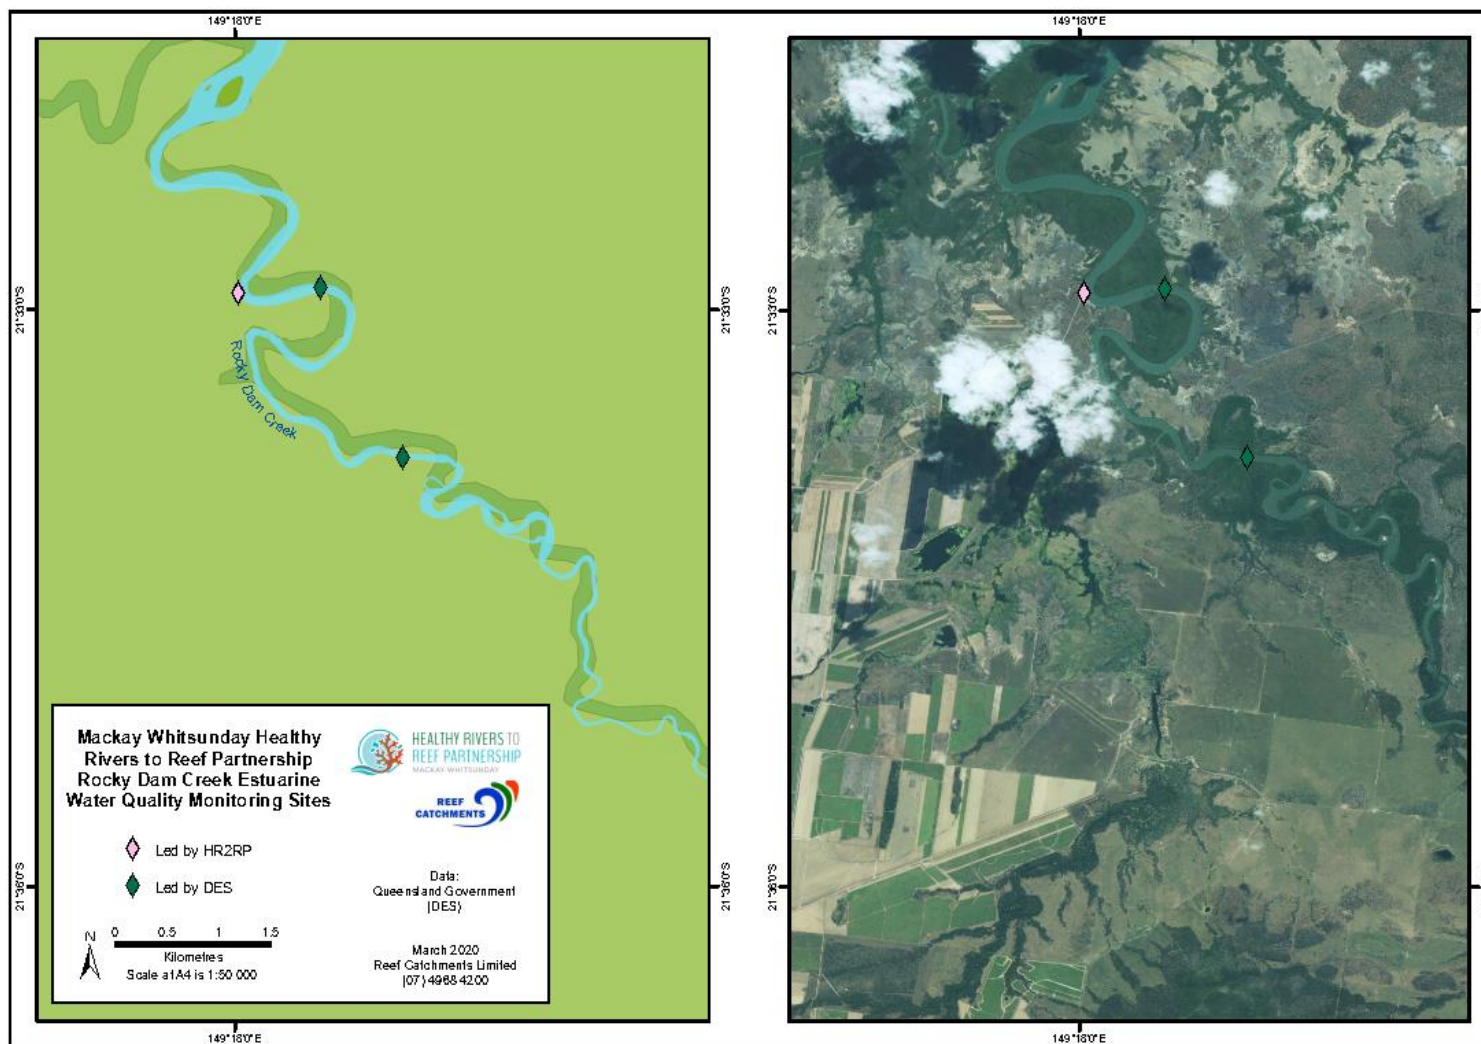 149°18'0"E
149°18'0"E
21°33'0"S
21°33'0"S
21°33'0"S
Rocky Dam Creek
Mackay Whitsunday Healthy
Rivers to Reef Partnership
Rocky Dam Creek Estuarine
Water Quality Monitoring Sites
HEALTHY RIVERS TO
REEF PARTNERSHIP
MACKAY WHITSUNDAY
REEF
CATCHMENTS
Led by HR2RP
Led by DES
N
0 0.5 1 1.5
Kilometres
Scale at A4 is 1:50 000
Data:
Queensland Government
(DES)
March 2020
Reef Catchments Limited
(07)49684200
21°36'0"S
21°36'0"S
21°36'0"S
149°18'0"E
149°18'0"E